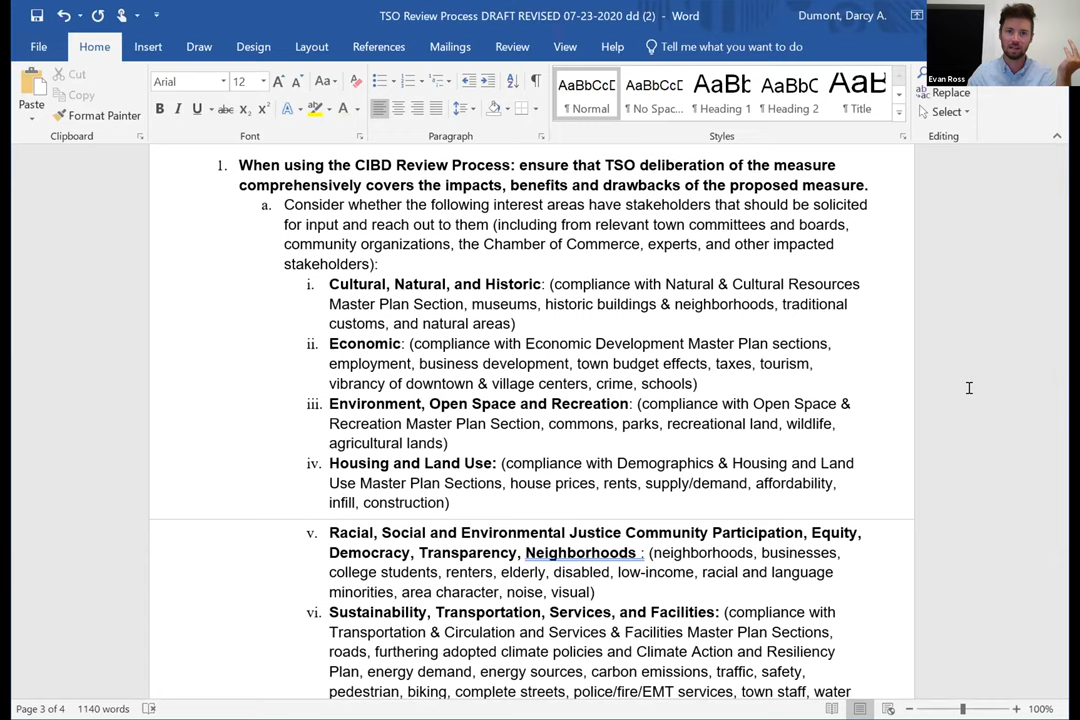 TSO Review Process DRAFT REVISED 07-23-2020 dd (2) - Word
Dumont, Darcy A.
File Home Insert Draw Design Layout References Mailings Review View Help Tell me what you want to do
Evan Ross
Paste
Cut
Copy
Format Painter
Clipboard
Arial 12
Font
Paragraph
AaBbCcDc AaBbCcDc AaBbC AaBbCc AaB
¶ Normal ¶ No Spac... ¶ Heading 1 ¶ Heading 2 ¶ Title
Styles
Replace
Select
Editing
1. When using the CIBD Review Process: ensure that TSO deliberation of the measure
comprehensively covers the impacts, benefits and drawbacks of the proposed measure.
a. Consider whether the following interest areas have stakeholders that should be solicited
for input and reach out to them (including from relevant town committees and boards,
community organizations, the Chamber of Commerce, experts, and other impacted
stakeholders):
i. Cultural, Natural, and Historic: (compliance with Natural & Cultural Resources
Master Plan Section, museums, historic buildings & neighborhoods, traditional
customs, and natural areas)
ii. Economic: (compliance with Economic Development Master Plan sections,
employment, business development, town budget effects, taxes, tourism,
vibrancy of downtown & village centers, crime, schools)
iii. Environment, Open Space and Recreation: (compliance with Open Space &
Recreation Master Plan Section, commons, parks, recreational land, wildlife,
agricultural lands)
iv. Housing and Land Use: (compliance with Demographics & Housing and Land
Use Master Plan Sections, house prices, rents, supply/demand, affordability,
infill, construction)
v. Racial, Social and Environmental Justice Community Participation, Equity,
Democracy, Transparency, Neighborhoods : (neighborhoods, businesses,
college students, renters, elderly, disabled, low-income, racial and language
minorities, area character, noise, visual)
vi. Sustainability, Transportation, Services, and Facilities: (compliance with
Transportation & Circulation and Services & Facilities Master Plan Sections,
roads, furthering adopted climate policies and Climate Action and Resiliency
Plan, energy demand, energy sources, carbon emissions, traffic, safety,
pedestrian, biking, complete streets, police/fire/EMT services, town staff, water
Page 3 of 4 1140 words
100%